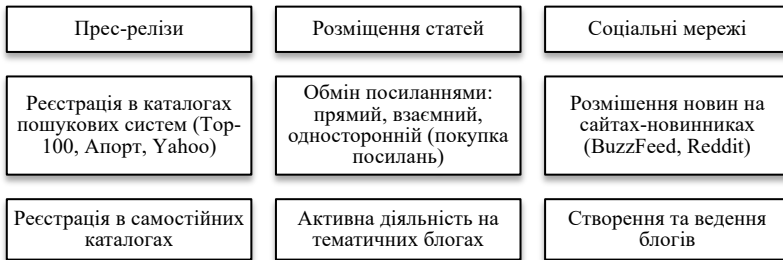 Прес-релізи
Розміщення статей
Соціальні мережі
Реєстрація в каталогах
пошукових систем (Top-
100, Апорт, Yahoo)
Обмін посиланнями:
прямий, взаємний,
односторонній (покупка
посилань)
Розмішення новин на
сайтах-новинниках
(BuzzFeed, Reddit)
Реєстрація в самостійних
каталогах
Активна діяльність на
тематичних блогах
Створення та ведення
блогів